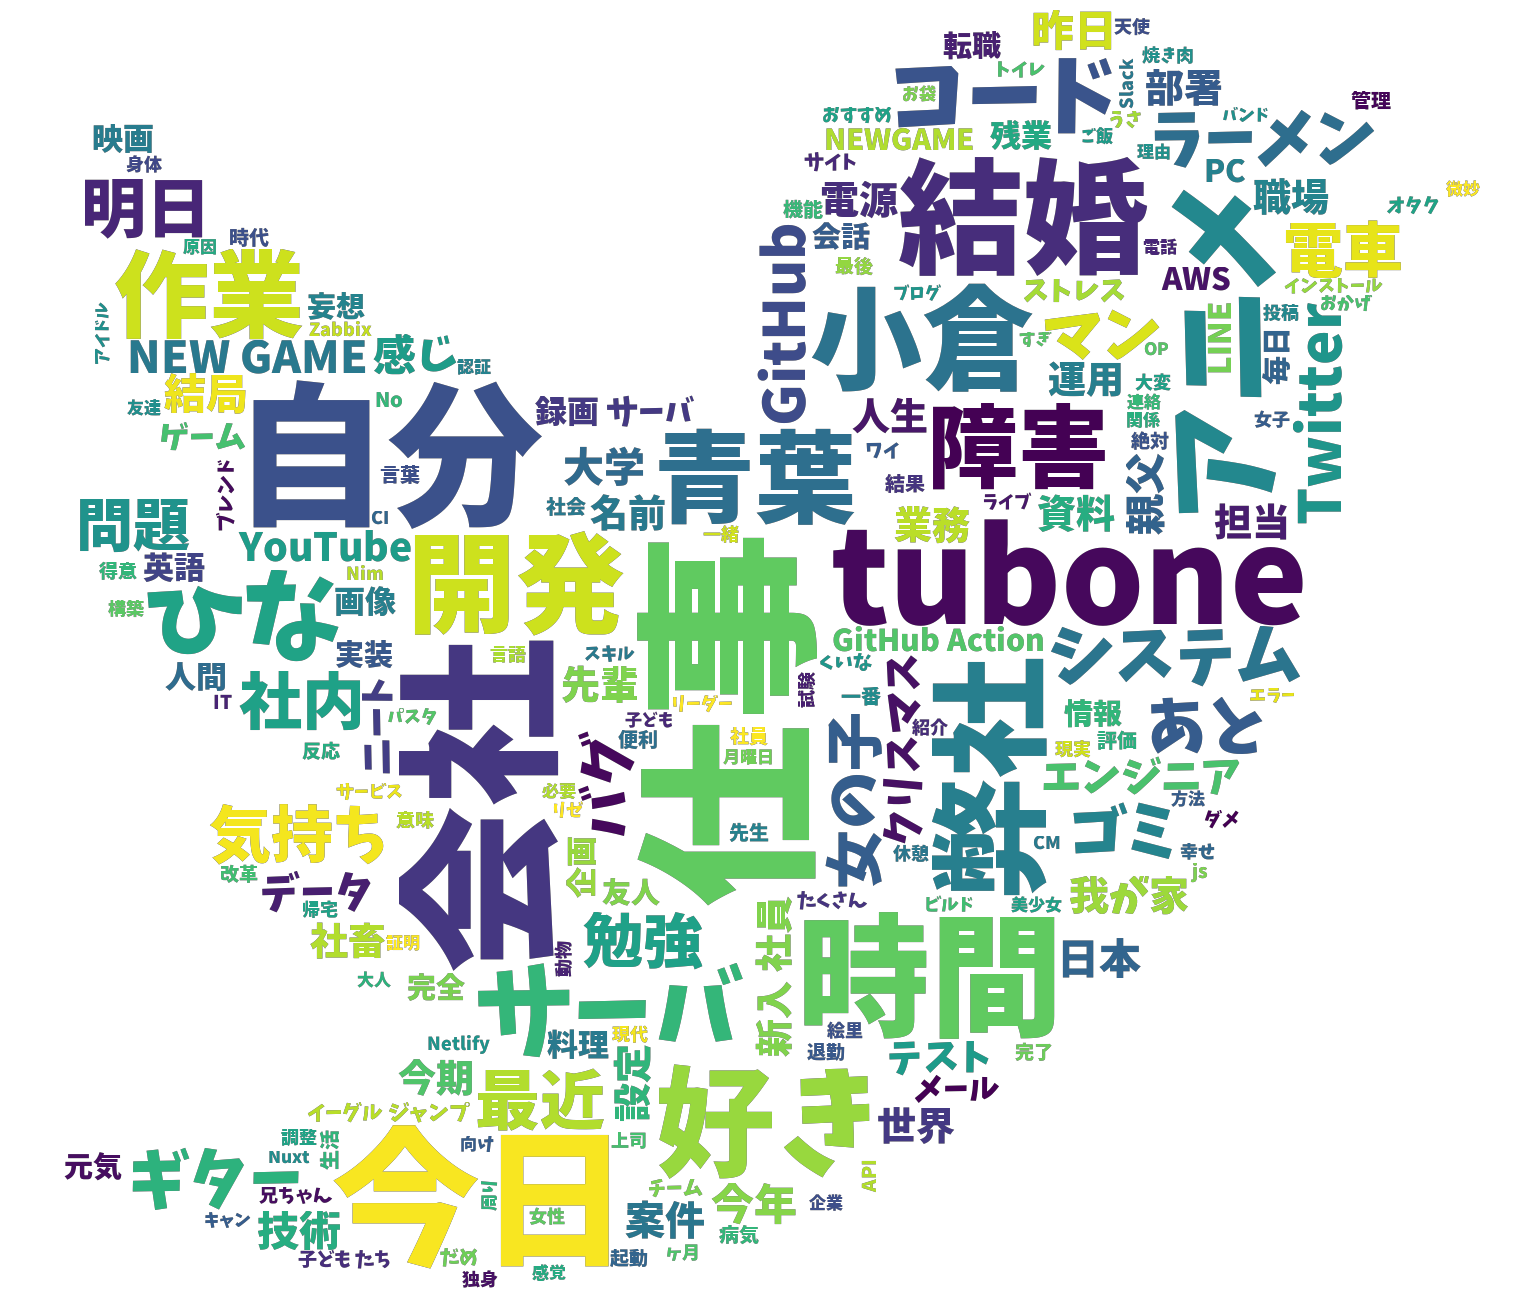 昨日
天使
転職
コード
トイレ
焼き肉
お袋
Slack
部署
管理
おすすめ
うさ
バンド
NEWGAME
残業
ご飯
ラーメン
映画
身体
サイト
理由
PC
明日
電源
結婚
職場
微妙
機能
オタク
原因
時代
会話
電話
電車
作業
最後
AWS
GitHub
アニメ
インストール
妄想
ブログ
ストレス
おかげ
アイドル
Zabbix
小倉
マン
LINE
投稿
NEW GAME
感じ
すぎ
OP
毎日
Twitter
認証
運用
結局
大変
友達
自分
No
録画 サーバ
人生
障害
連絡
関係
女子
ゲーム
青葉
ワイ
絶対
フレンド
言葉
大学
結果
親父
問題
CI
社会
名前
ライブ
資料
担当
YouTube
一緒
業務
得意
英語
Nim
開発
仕事
tubone
構築
ひな
画像
GitHub Action
システム
実装
会社
言語
スキル
くいな
クリスマス
弊社
人間
先輩
試験
一番
IT
社内
ミニ
パスタ
リーダー
エラー
子ども
女の子
紹介
情報
あと
反応
バグ
便利
社員
月曜日
現実
評価
サービス
必要
エンジニア
気持ち
意味
リゼ
先生
方法
ゴミ
ダメ
改革
企画
休憩
CM
幸せ
データ
友人
js
帰宅
たくさん
ビルド
美少女
我が家
社畜
証明
動物
勉強
新入 社員
時間
日本
大人
完全
サーバ
絵里
Netlify
料理
現代
退勤
テスト
完了
今期
最近
設定
好き
メール
イーグル ジャンプ
世界
調整
生活
今日
向け
上司
元気
ギター
Nuxt
API
兄ちゃん
周り
チーム
今年
企業
キャン
技術
女性
案件
病気
子ども たち
だめ
起動
ヶ月
独身
感覚